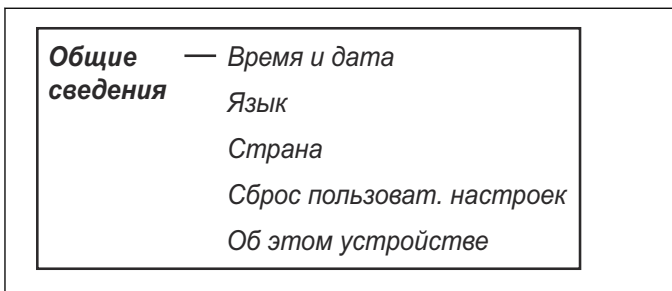 Общие — Время и дата
сведения
Язык
Страна
Сброс пользоват. настроек
Об этом устройстве